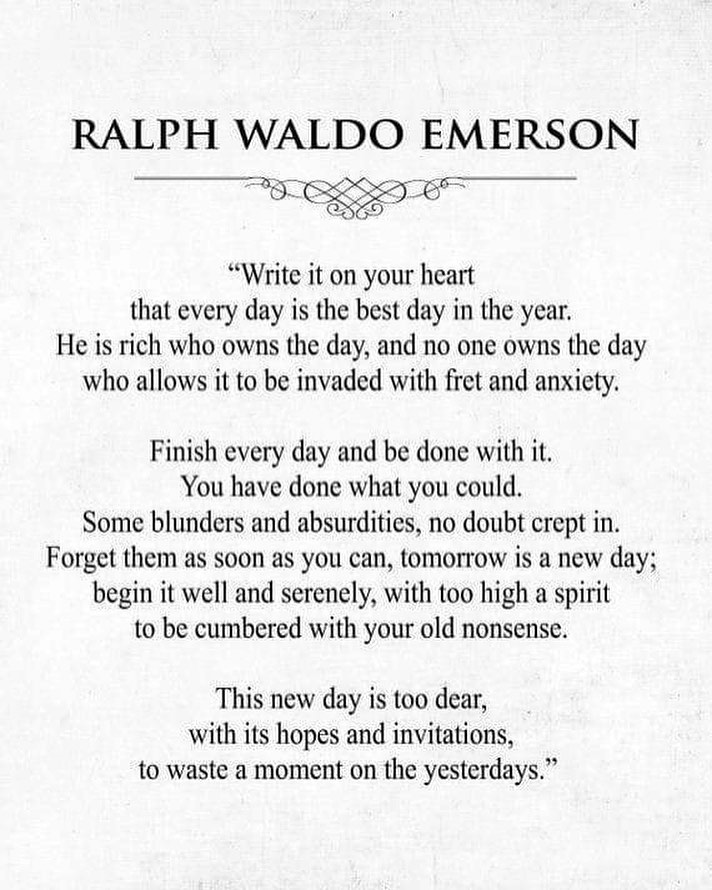 RALPH WALDO EMERSON
“Write it on your heart
that every day is the best day in the year.
He is rich who owns the day, and no one owns the day
who allows it to be invaded with fret and anxiety.
Finish every day and be done with it.
You have done what you could.
Some blunders and absurdities, no doubt crept in.
Forget them as soon as you can, tomorrow is a new day;
begin it well and serenely, with too high a spirit
to be cumbered with your old nonsense.
This new day is too dear,
with its hopes and invitations,
to waste a moment on the yesterdays.”